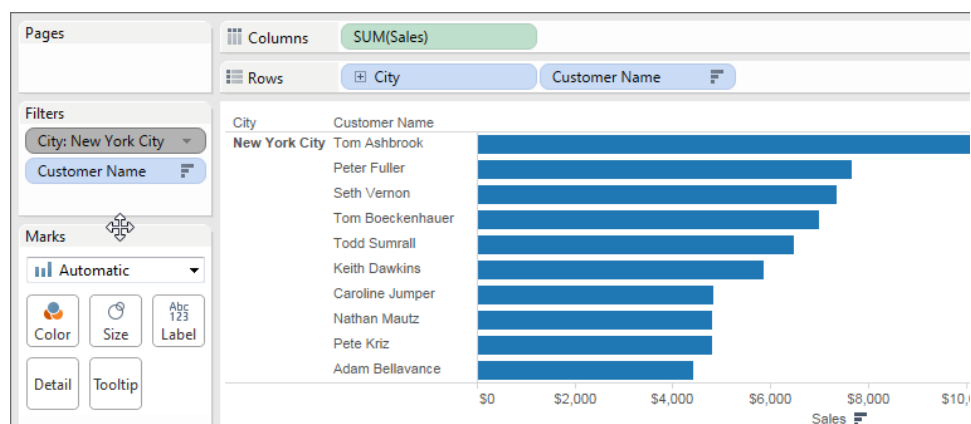 Pages
Columns
SUM(Sales)
Rows
City
Customer Name
Filters
City: New York City
Customer Name
Marks
Automatic
Color
Size
Abc
123
Label
Detail
Tooltip
City Customer Name
New York City Tom Ashbrook
Peter Fuller
Seth Vernon
Tom Boeckenhauer
Todd Sumrall
Keith Dawkins
Caroline Jumper
Nathan Mautz
Pete Kriz
Adam Bellavance
$0 $2,000 $4,000 $6,000 $8,000
Sales